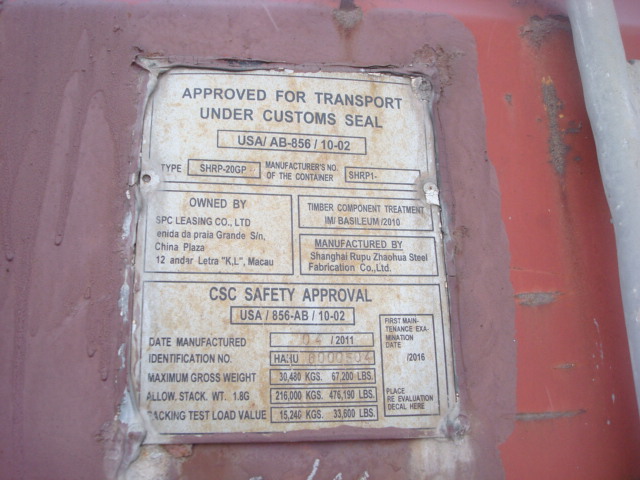 APPROVED FOR TRANSPORT
UNDER CUSTOMS SEAL
USA/ AB-856 / 10-02
TYPE SHRP-20GP MANUFACTURER'S NO. OF THE CONTAINER SHRP1-
OWNED BY
SPC LEASING CO., LTD
enida da praia Grande S/n,
China Plaza
12 andar Letra "K,L", Macau
TIMBER COMPONENT TREATMENT
IM/ BASILEUM /2010
MANUFACTURED BY
Shanghai Rupu Zhaohua Steel
Fabrication Co.,Ltd.
CSC SAFETY APPROVAL
USA / 856-AB / 10-02
DATE MANUFACTURED 04 / 2011
IDENTIFICATION NO.
MAXIMUM GROSS WEIGHT 30,480 KGS. 67,200 LBS.
ALLOW. STACK. WT. 1.8G 216,000 KGS. 476,190 LBS.
ACKING TEST LOAD VALUE 15,240 KGS. 33,600 LBS.
FIRST MAIN-
TENANCE EXA-
MINATION
DATE
/2016
PLACE
RE EVALUATION
DECAL HERE